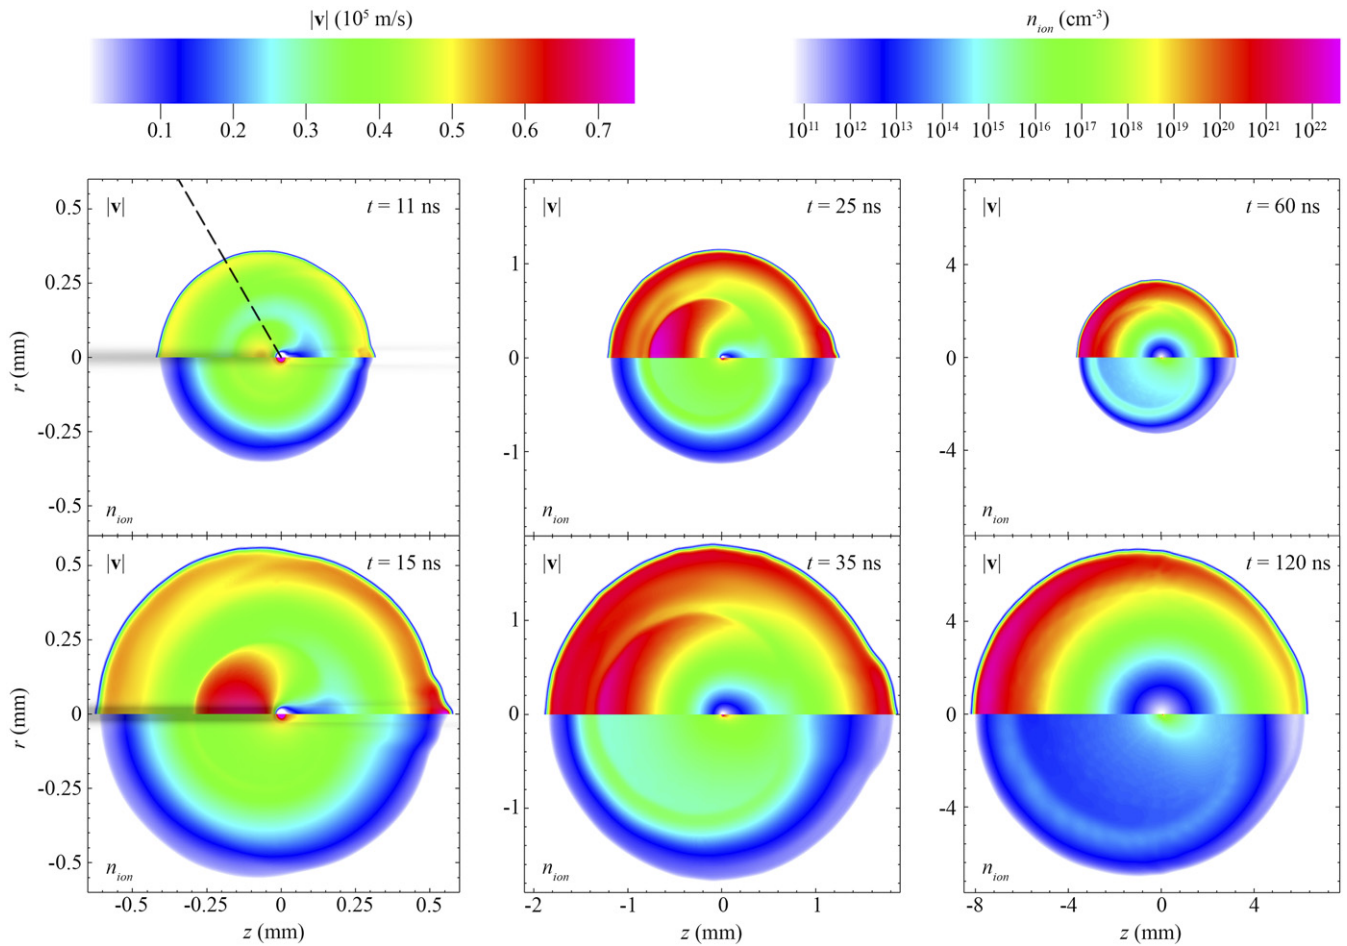 |v| (10⁵ m/s)
0.1 0.2 0.3 0.4 0.5 0.6 0.7
n_ion (cm⁻³)
10¹¹ 10¹² 10¹³ 10¹⁴ 10¹⁵ 10¹⁶ 10¹⁷ 10¹⁸ 10¹⁹ 10²⁰ 10²¹ 10²²
|v|
t = 11 ns
0.5
0.25
0
-0.25
-0.5
r (mm)
n_ion
|v|
t = 25 ns
1
0
-1
n_ion
|v|
t = 60 ns
4
0
-4
n_ion
|v|
t = 15 ns
0.5
0.25
0
-0.25
-0.5
r (mm)
n_ion
-0.5 -0.25 0 0.25 0.5
z (mm)
|v|
t = 35 ns
1
0
-1
n_ion
-2 -1 0 1
z (mm)
|v|
t = 120 ns
4
0
-4
n_ion
-8 -4 0 4
z (mm)